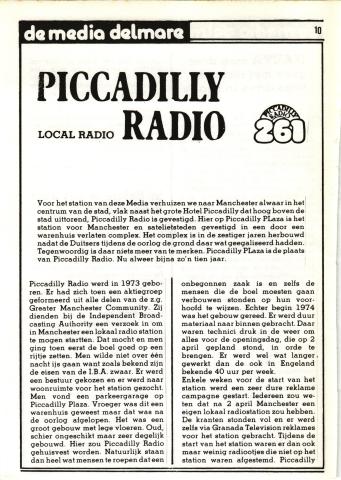 de media delmare
10
PICCADILLY
LOCAL RADIO RADIO
PICCADILLY
RADIO
261
Voor het station van deze Media verhuizen we naar Manchester alwaar in het
centrum van de stad, vlak naast het grote Hotel Picadilly dat hoog boven de
stad uittorend, Piccadilly Radio is gevestigd. Hier op Piccadilly PLaza is het
station voor Manchester en satelietsteden gevestigd in een door een
warenhuis verlaten complex. Het complex is in de zestiger jaren herbouwd
nadat de Duitsers tijdens de oorlog de grond daar wat geegaliseerd hadden.
Tegenwoordig is daar niets meer van te merken. PIccadilly PLaza is de plaats
van Piccadilly Radio. Nu alweer bijna zo'n tien jaar.
Piccadilly Radio werd in 1973 gebo-
ren. Er had zich toen een aktiegroep
geformeerd uit alle delen van de z.g.
Greater Manchester Community. Zij
dienden bij de Independent Broad-
casting Authority een verzoek in om
in Manchester een lokaal radio station
te mogen startten. Dat mocht en men
ging toen eerst de boel goed op een
rijtje zetten. Men wilde niet over één
nacht ijs gaan want zoals bekend zijn
de eisen van de I.B.A. zwaar. Er werd
een bestuur gekozen en er werd naar
woonruimte voor het station gezocht.
Men vond een parkeergarage op
Piccadilly Plaza. Vroeger was dit een
warenhuis geweest maar dat was na
de oorlog afgelopen. Het was een
groot gebouw met lege vloeren. Oud,
schier ongeschikt maar zeer degelijk
gebouwd. Hier zou Piccadilly Radio
gehuisvest worden. Natuurlijk staan
dan heel wat mensen te roepen dat een
onbegonnen zaak is en zelfs de
mensen die de boel moesten gaan
verbouwen stonden op hun voor-
hoofd te wijzen. Echter begin 1974
was het gebouw gereed. Er werd duur
materiaal naar binnen gebracht. Daar
waren technici druk in de weer om
alles voor de openingsdag, die op 2
april gepland stond, in orde te
brengen. Er werd wel wat langer
gewerkt dan de ook in Engeland
bekende 40 uur per week.
Enkele weken voor de start van het
station werd een zeer dure reklame
campagne gestart. Iedereen zou we-
ten dat na 2 april Manchester een
eigen lokaal radiostation zou hebben.
De kranten stonden vol en er werd
zelfs via Granada Television reklames
voor het station gebracht. Tijdens de
start van het station waren er dan ook
maar weinig radiootjes die niet op het
station waren afgestemd. Piccadilly